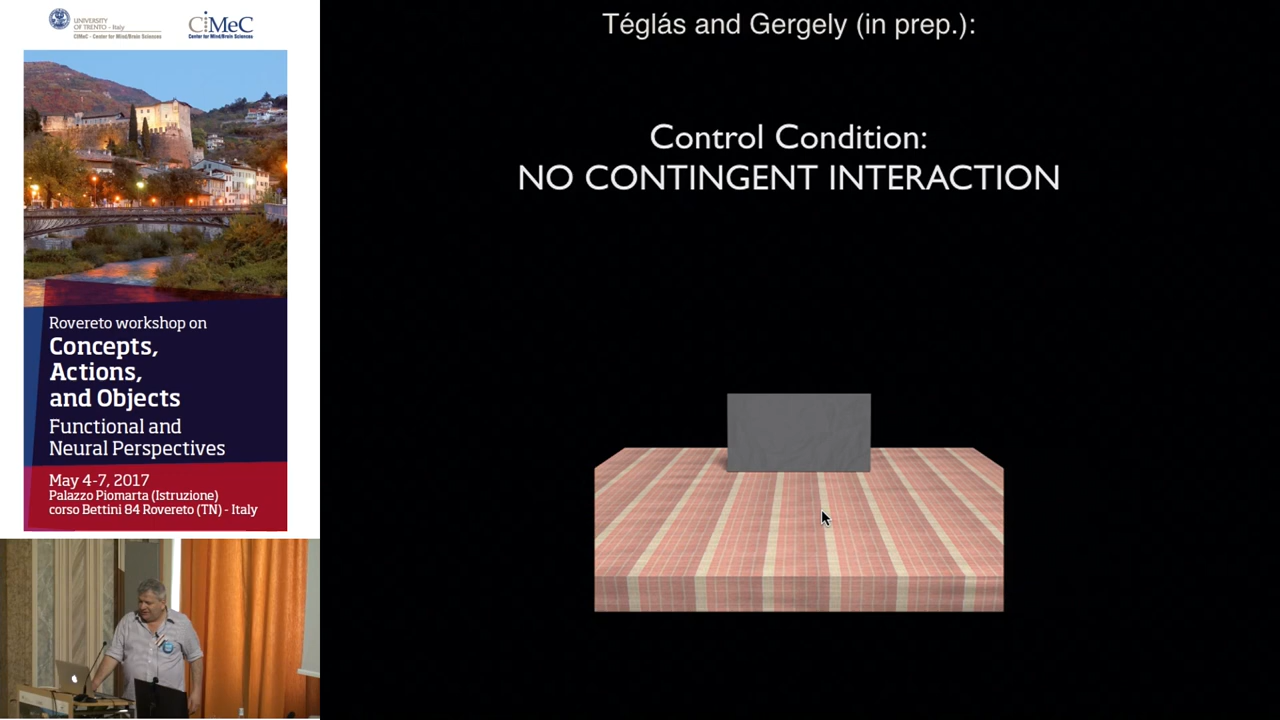 UNIVERSITY
OF TRENTO - Italy
CIMeC - Center for Mind/Brain Sciences
CiMeC
Center for Mind/Brain Sciences
Rovereto workshop on
Concepts,
Actions,
and Objects
Functional and
Neural Perspectives
May 4-7, 2017
Palazzo Piomarta (Istruzione)
corso Bettini 84 Rovereto (TN) - Italy
Téglás and Gergely (in prep.):
Control Condition:
NO CONTINGENT INTERACTION